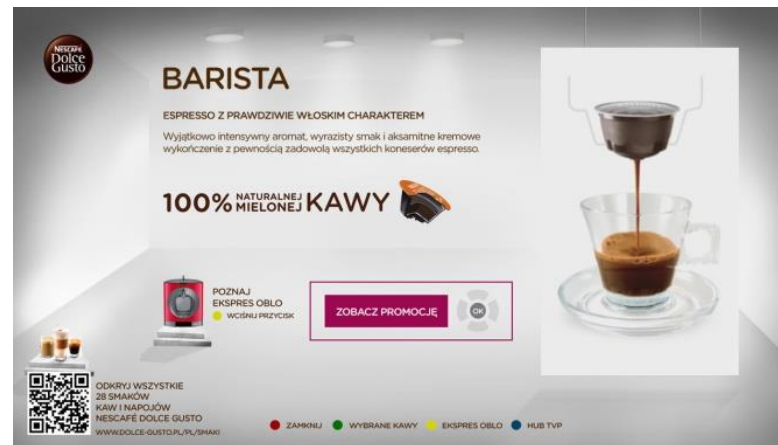 NESCAFÉ
Dolce
Gusto
BARISTA
ESPRESSO Z PRAWDZIWIE WŁOSKIM CHARAKTEREM
Wyjątkowo intensywny aromat, wyrazisty smak i aksamitne kremowe
wykończenie z pewnością zadowolą wszystkich koneserów espresso.
100% NATURALNEJ MIELONEJ KAWY
POZNAJ
EKSPRES OBLO
WCIŚNIJ PRZYCISK
ZOBACZ PROMOCJĘ
OK
ODKRYJ WSZYSTKIE
28 SMAKÓW
KAW I NAPOJÓW
NESCAFÉ DOLCE GUSTO
WWW.DOLCE-GUSTO.PL/PL/SMAKI
ZAMKNIJ WYBRANE KAWY EKSPRES OBLO HUB TVP